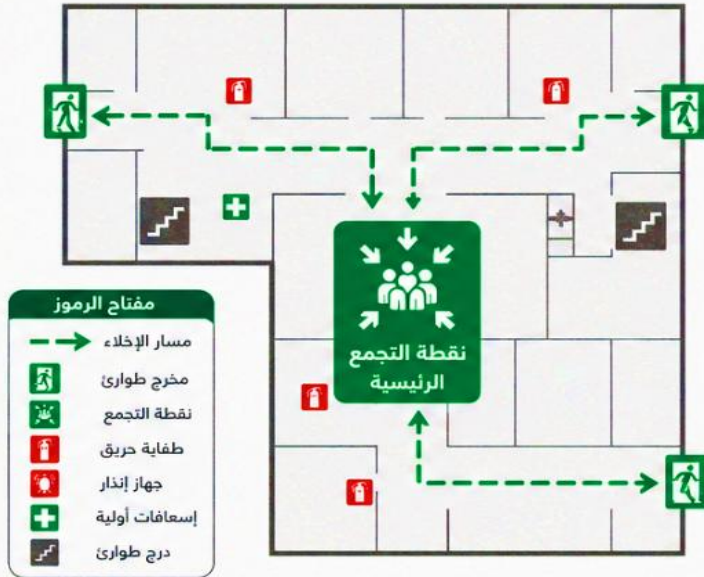 نقطة التجمع
الرئيسية
مفتاح الرموز
مسار الإخلاء
مخرج طوارئ
نقطة التجمع
طفاية حريق
جهاز إنذار
إسعافات أولية
درج طوارئ